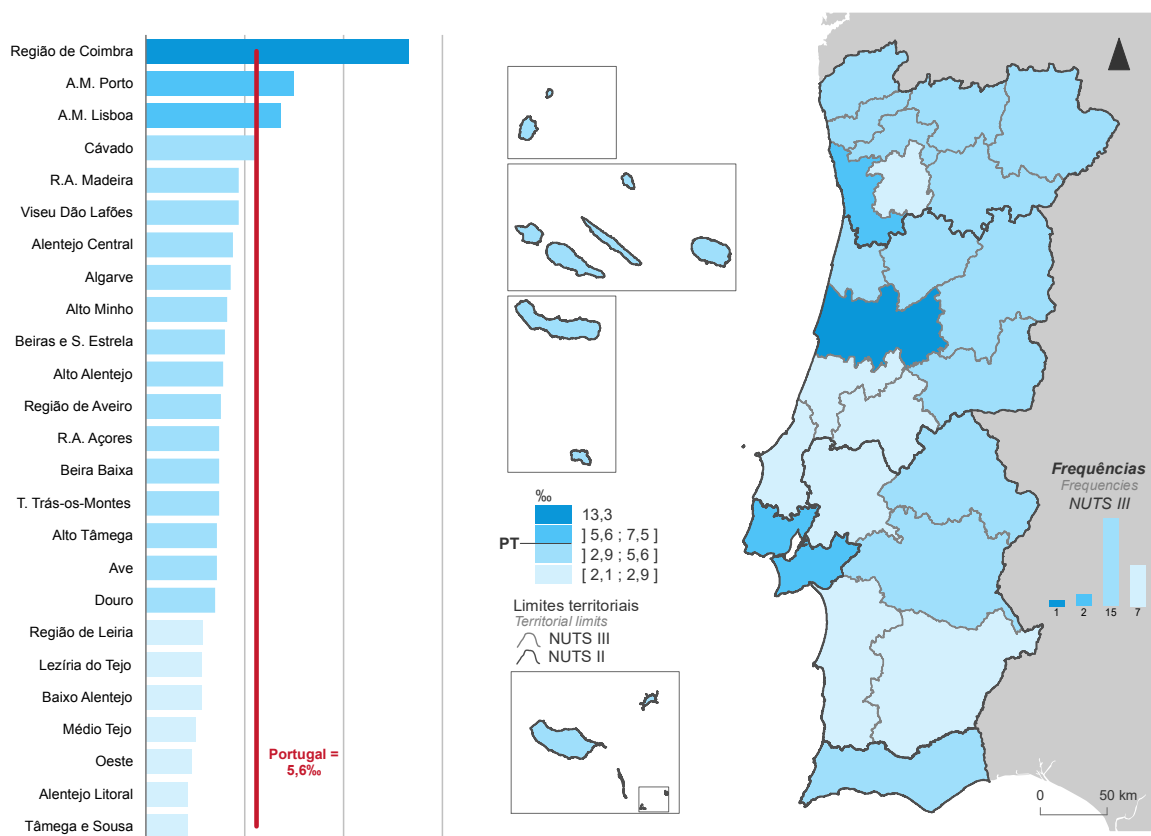 Região de Coimbra
A.M. Porto
A.M. Lisboa
Cávado
R.A. Madeira
Viseu Dão Lafões
Alentejo Central
Algarve
Alto Minho
Beiras e S. Estrela
Alto Alentejo
Região de Aveiro
R.A. Açores
Beira Baixa
T. Trás-os-Montes
Alto Tâmega
Ave
Douro
Região de Leiria
Lezíria do Tejo
Baixo Alentejo
Médio Tejo
Oeste
Alentejo Litoral
Tâmega e Sousa
Portugal =
5,6‰
‰
13,3
] 5,6 ; 7,5 ]
PT
] 2,9 ; 5,6 ]
[ 2,1 ; 2,9 ]
Limites territoriais
Territorial limits
NUTS III
NUTS II
Frequências
Frequencies
NUTS III
1 2 15 7
0 50 km